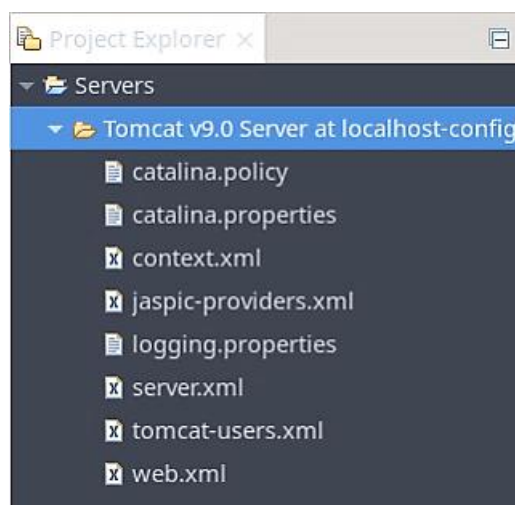 Project Explorer
Servers
Tomcat v9.0 Server at localhost-config
catalina.policy
catalina.properties
context.xml
jaspic-providers.xml
logging.properties
server.xml
tomcat-users.xml
web.xml